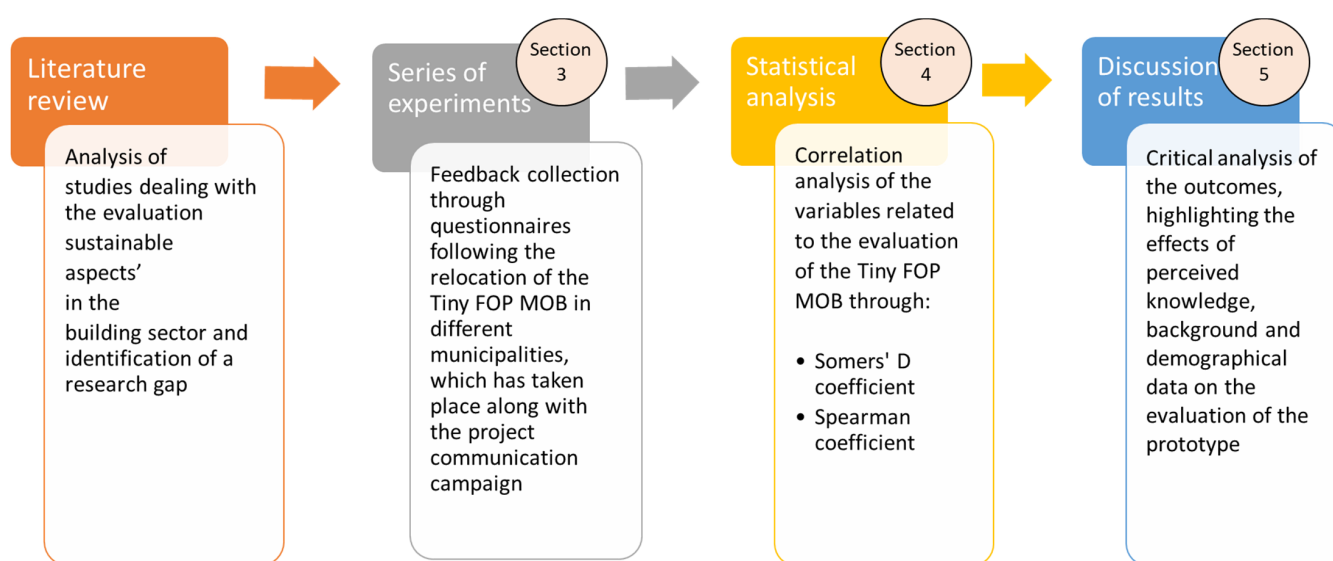 Literature
review
Analysis of
studies dealing with
the evaluation
sustainable
aspects’
in the
building sector and
identification of a
research gap
Series of
experiments
Section
3
Feedback collection
through
questionnaires
following the
relocation of the
Tiny FOP MOB in
different
municipalities,
which has taken
place along with
the project
communication
campaign
Statistical
analysis
Section
4
Correlation
analysis of the
variables related
to the evaluation
of the Tiny FOP
MOB through:
• Somers' D
coefficient
• Spearman
coefficient
Discussion
of results
Section
5
Critical analysis of
the outcomes,
highlighting the
effects of
perceived
knowledge,
background and
demographical
data on the
evaluation of the
prototype